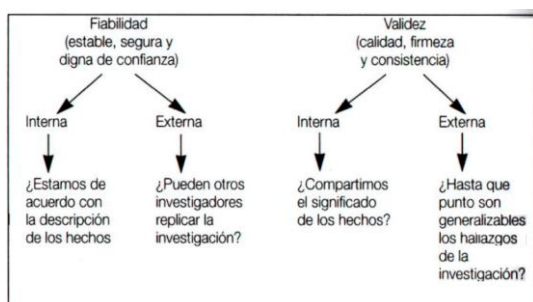 Fiabilidad
(estable, segura y
digna de confianza)
Interna
¿Estamos de
acuerdo con
la descripción
de los hechos
Externa
¿Pueden otros
investigadores
replicar la
investigación?
Validez
(calidad, firmeza
y consistencia)
Interna
¿Compartimos
el significado
de los hechos?
Externa
¿Hasta que
punto son
generalizables
los hallazgos
de la
investigación?